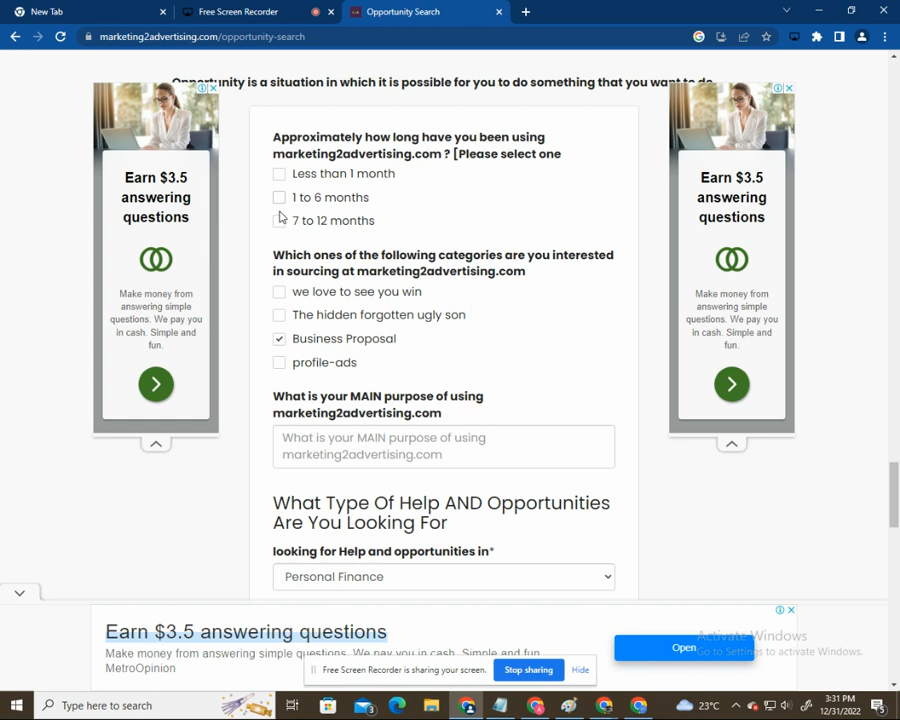 New Tab
Free Screen Recorder
Opportunity Search
marketing2advertising.com/opportunity-search
Opportunity is a situation in which it is possible for you to do something that you want to do
Approximately how long have you been using
marketing2advertising.com ? [Please select one
Less than 1 month
1 to 6 months
7 to 12 months
Which ones of the following categories are you interested
in sourcing at marketing2advertising.com
we love to see you win
The hidden forgotten ugly son
Business Proposal
profile-ads
What is your MAIN purpose of using
marketing2advertising.com
What is your MAIN purpose of using
marketing2advertising.com
What Type Of Help AND Opportunities
Are You Looking For
looking for Help and opportunities in*
Personal Finance
Earn $3.5
answering
questions
Make money from
answering simple
questions. We pay you
in cash. Simple and
fun.
Earn $3.5
answering
questions
Make money from
answering simple
questions. We pay you
in cash. Simple and
fun.
Earn $3.5 answering questions
Make money from answering simple questions. We pay you in cash. Simple and fun.
MetroOpinion
Open
Activate Windows
Go to Settings to activate Windows.
Free Screen Recorder is sharing your screen.
Stop sharing
Hide
Type here to search
3
23°C
3:31 PM
12/31/2022
5